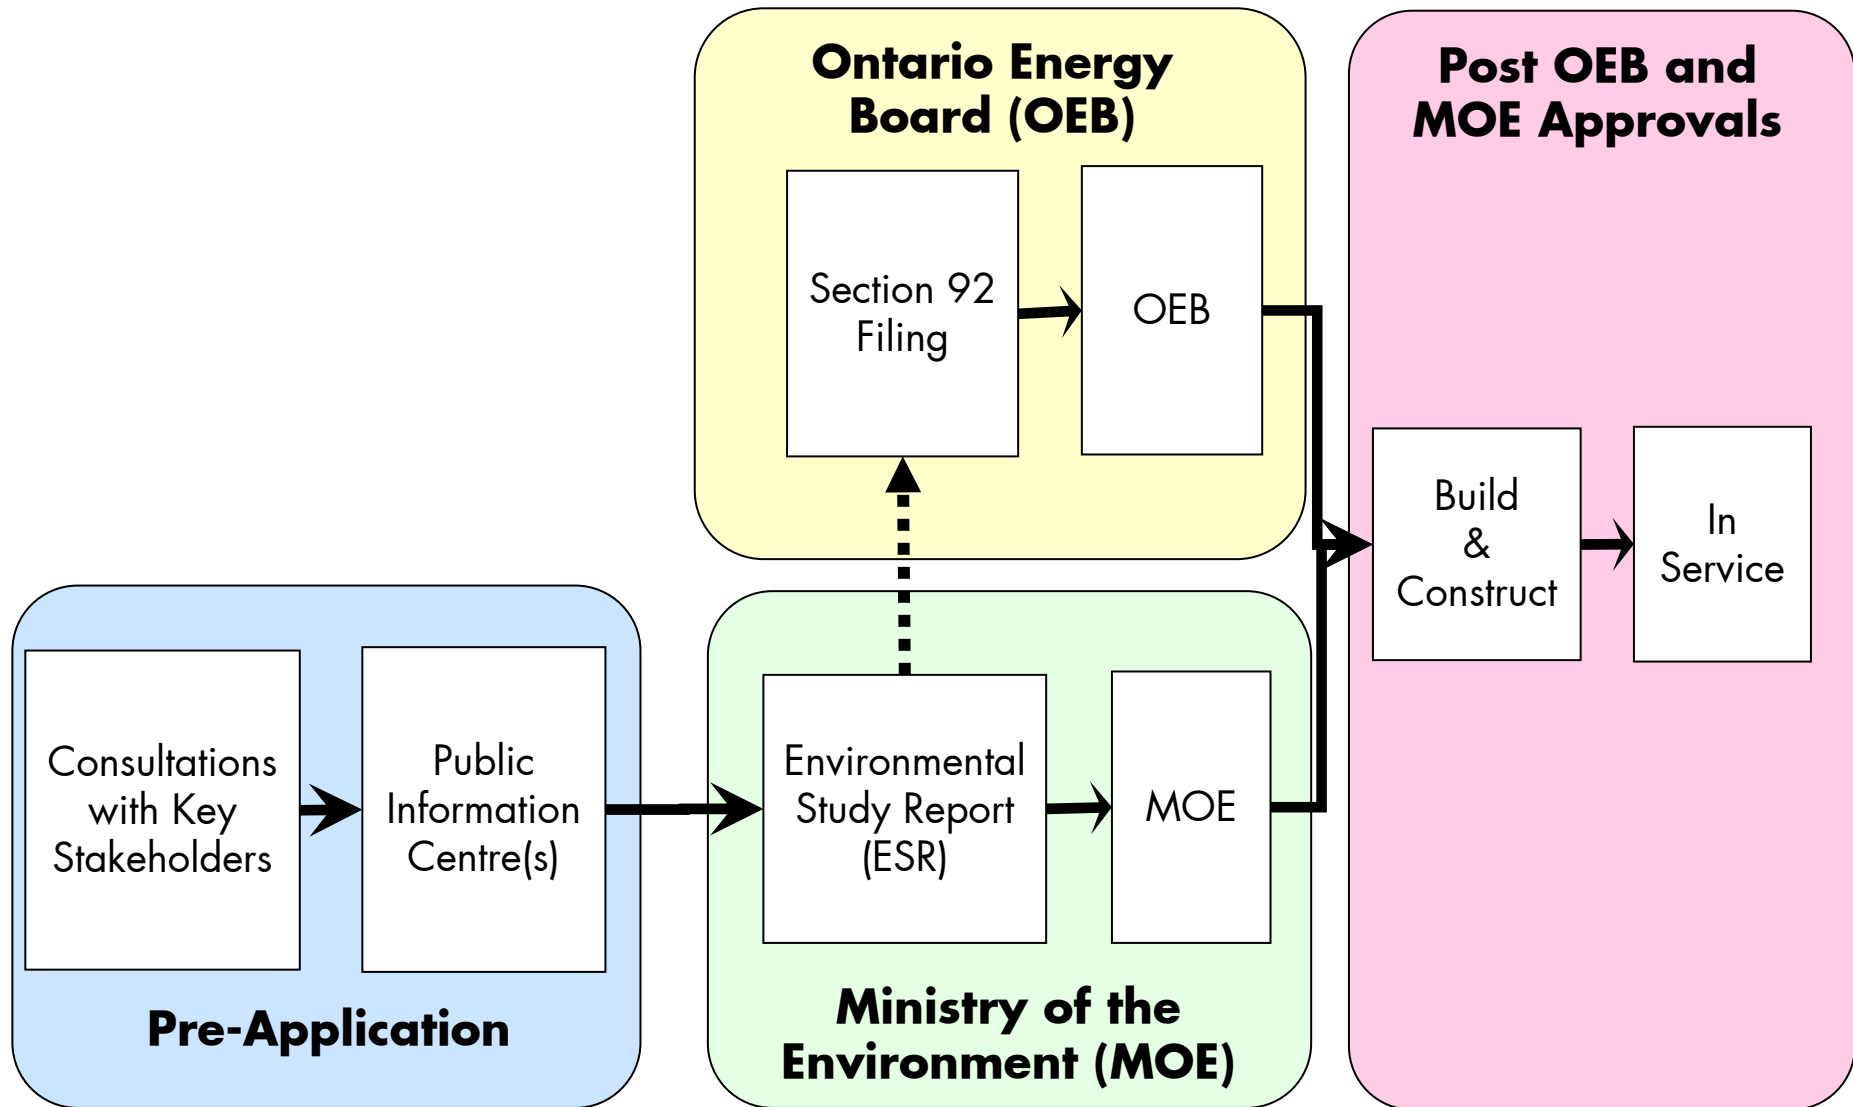 Ontario Energy
Board (OEB)
Section 92
Filing
OEB
Post OEB and
MOE Approvals
Build
&
Construct
In
Service
Consultations
with Key
Stakeholders
Public
Information
Centre(s)
Pre-Application
Environmental
Study Report
(ESR)
MOE
Ministry of the
Environment (MOE)